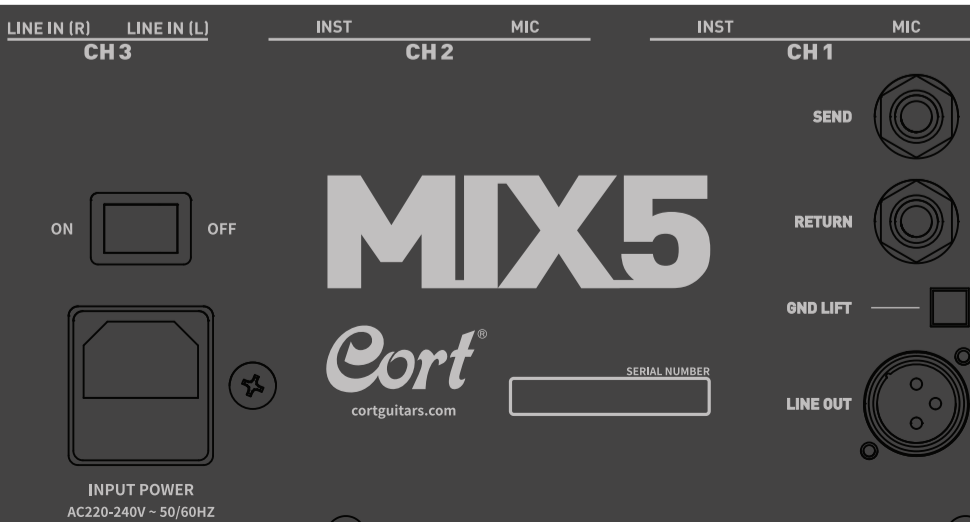 LINE IN (R) LINE IN (L) INST MIC INST MIC
CH 3 CH 2 CH 1
SEND
RETURN
ON OFF
MIX5
GND LIFT
Cort®
SERIAL NUMBER
LINE OUT
cortguitars.com
INPUT POWER
AC220-240V ~ 50/60HZ